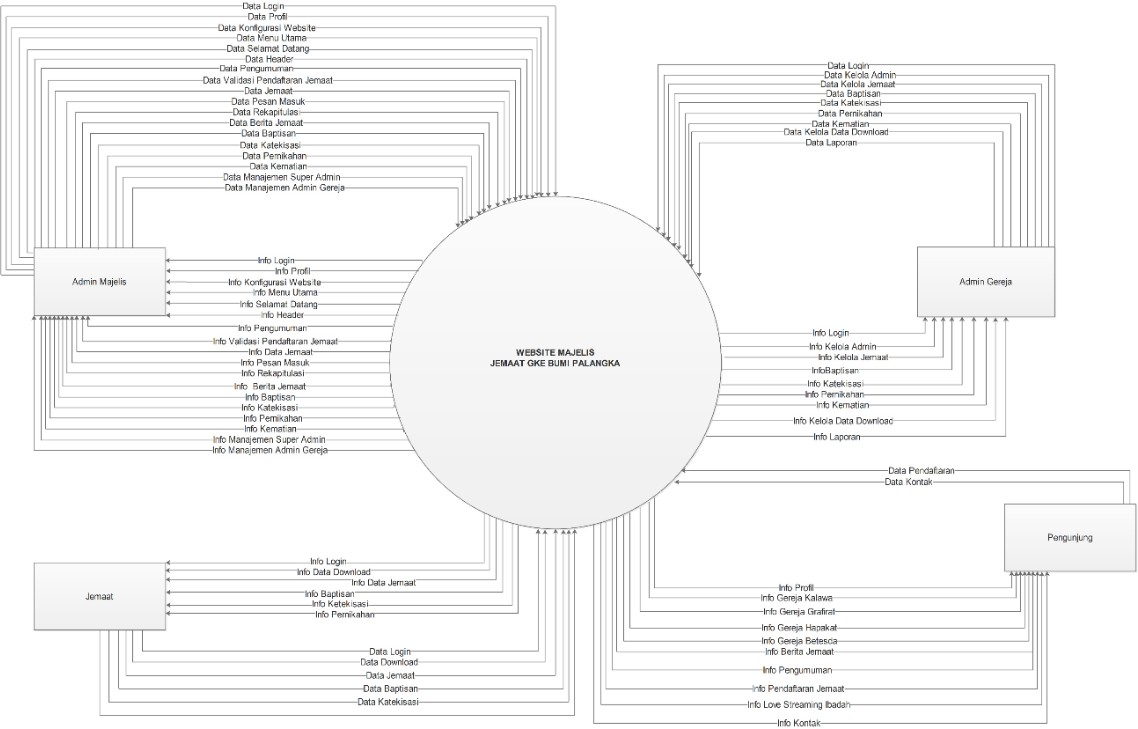 Data Login
Data Profil
Data Konfigurasi Website
Data Menu Utama
Data Selamat Datang
Data Header
Data Pengumuman
Data Validasi Pendaftaran Jemaat
Data Jemaat
Data Pesan Masuk
Data Rekapitulasi
Data Berita Jemaat
Data Baptisan
Data Katekisasi
Data Pernikahan
Data Kematian
Data Manajemen Super Admin
Data Manajemen Admin Gereja
Data Login
Data Kelola Admin
Data Kelola Jemaat
Data Baptisan
Data Katekisasi
Data Pernikahan
Data Kematian
Data Kelola Data Download
Data Laporan
Admin Majelis
Info Login
Info Profil
Info Konfigurasi Website
Info Menu Utama
Info Selamat Datang
Info Header
Info Pengumuman
Info Validasi Pendaftaran Jemaat
Info Data Jemaat
Info Pesan Masuk
Info Rekapitulasi
Info Berita Jemaat
Info Baptisan
Info Katekisasi
Info Pernikahan
Info Kematian
Info Manajemen Super Admin
Info Manajemen Admin Gereja
WEBSITE MAJELIS
JEMAAT GKE BUMI PALANGKA
Admin Gereja
Info Login
Info Kelola Admin
Info Kelola Jemaat
InfoBaptisan
Info Katekisasi
Info Pernikahan
Info Kematian
Info Kelola Data Download
Info Laporan
Data Pendaftaran
Data Kontak
Pengunjung
Info Profil
Info Gereja Kalawa
Info Gereja Grafirat
Info Gereja Hapakat
Info Gereja Betesda
Info Berita Jemaat
Info Pengumuman
Info Pendaftaran Jemaat
Info Love Streaming Ibadah
Info Kontak
Jemaat
Info Login
Info Data Download
Info Data Jemaat
Info Baptisan
Info Ketekisasi
Info Pernikahan
Data Login
Data Download
Data Jemaat
Data Baptisan
Data Katekisasi